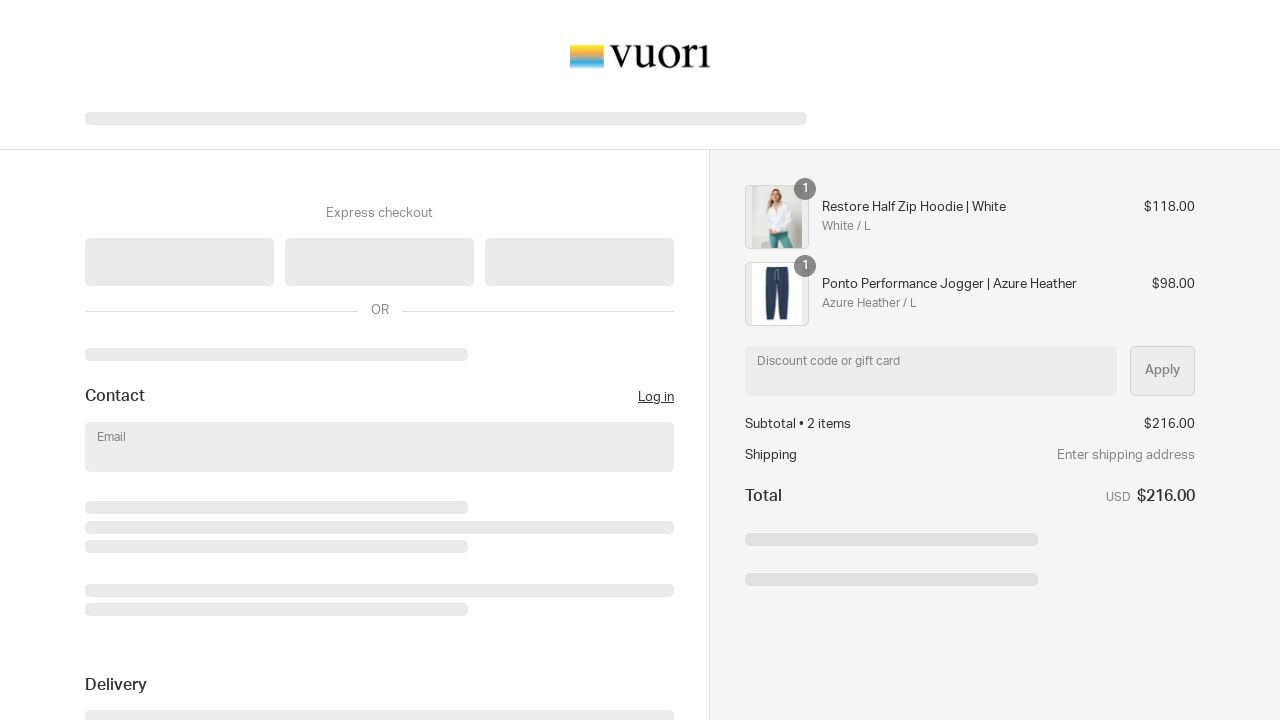 vuori
Express checkout
OR
Contact
Log in
Email
Delivery
1
Restore Half Zip Hoodie | White
$118.00
White / L
1
Ponto Performance Jogger | Azure Heather
$98.00
Azure Heather / L
Discount code or gift card
Apply
Subtotal • 2 items
$216.00
Shipping
Enter shipping address
Total
USD $216.00